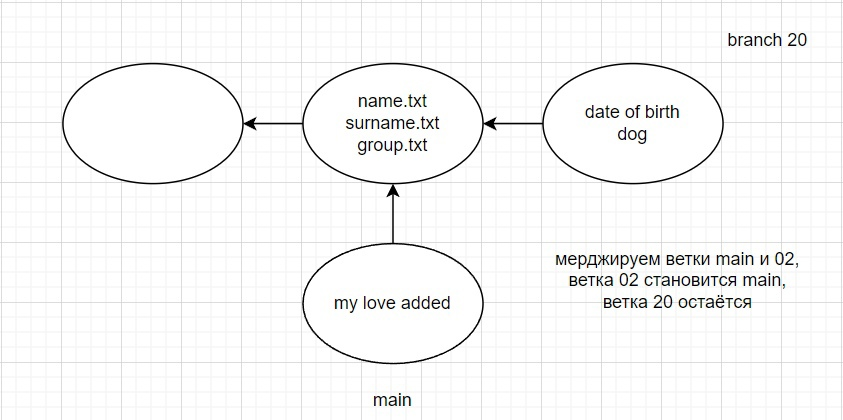 branch 20
name.txt
surname.txt
group.txt
date of birth
dog
my love added
мерджируем ветки main и 02,
ветка 02 становится main,
ветка 20 остаётся
main